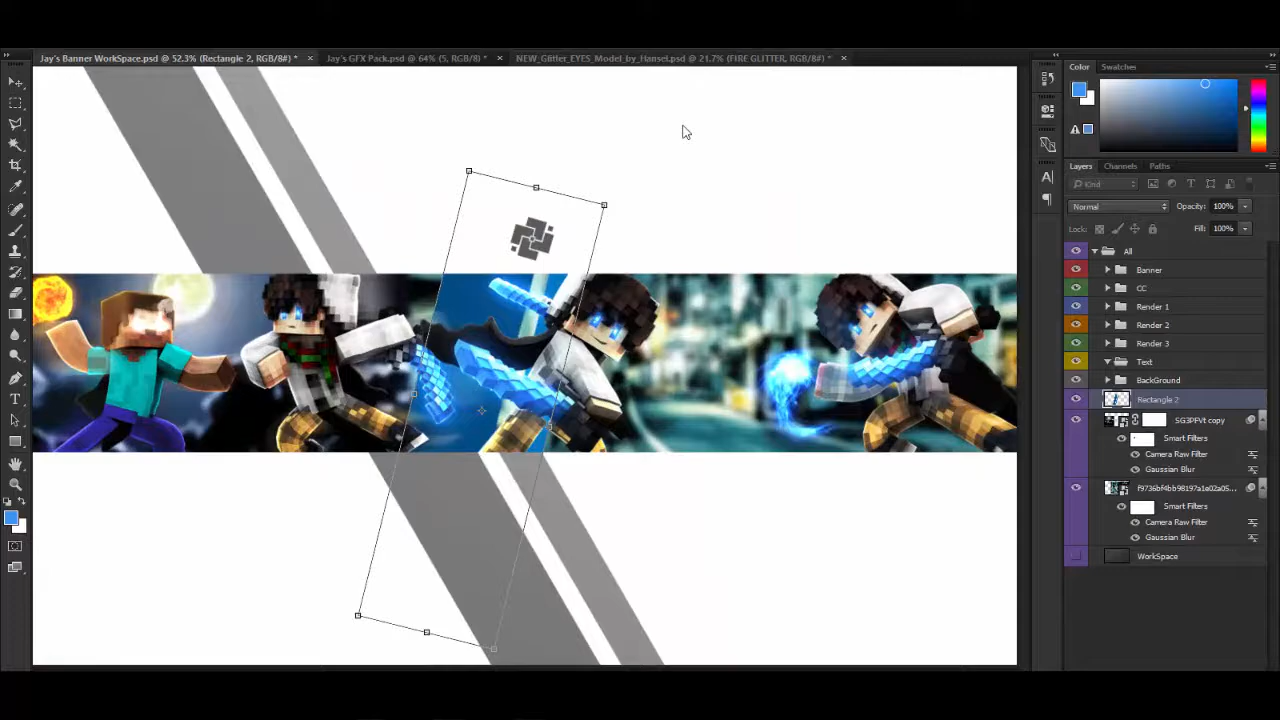 Jay's Banner WorkSpace.psd @ 52.3% (Rectangle 2, RGB/8#) *
Jay's GFX Pack.psd @ 64% (5, RGB/8) *
NEW_Glitter_EYES_Model_by_Hansel.psd @ 21.7% (FIRE GLITTER, RGB/8#) *
Color
Swatches
Layers
Channels
Paths
Kind
Normal
Opacity: 100%
Lock:
Fill: 100%
All
Banner
CC
Render 1
Render 2
Render 3
Text
BackGround
Rectangle 2
SG3PFVt copy
Smart Filters
Camera Raw Filter
Gaussian Blur
f9736bf4bb98197a1e02a05...
Smart Filters
Camera Raw Filter
Gaussian Blur
WorkSpace